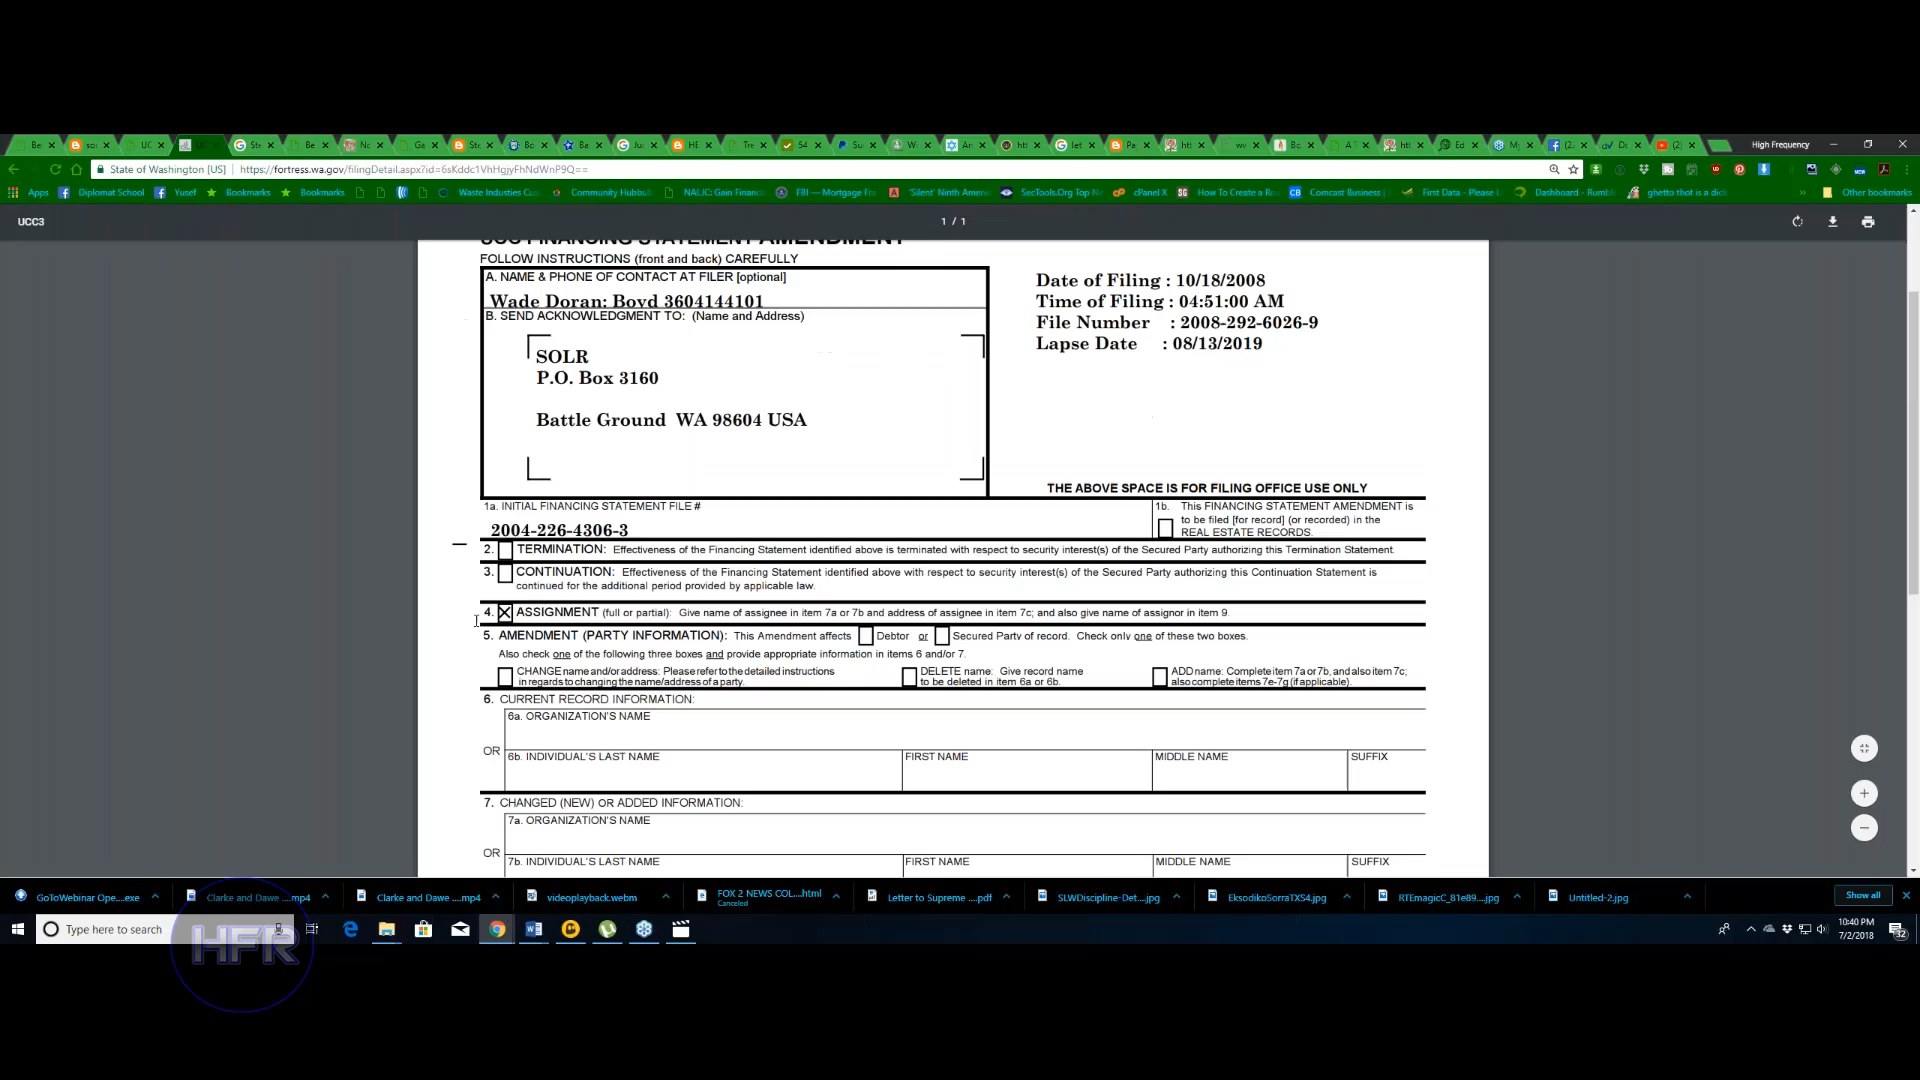 High Frequency
State of Washington [US] https://fortress.wa.gov/filingDetail.aspx?id=6sKddc1VhHgjyFhNdWnP9Q==
Apps Diplomat School Yusef Bookmarks Bookmarks Waste Industies Cus Community Hubbub NALIC: Gain Financ FBI — Mortgage Fra 'Silent' Ninth Amen SecTools.Org Top Ne cPanel X How To Create a Re Comcast Business | First Data - Please L Dashboard - Rumble ghetto thot is a dict » Other bookmarks
UCC3 1 / 1
UCC FINANCING STATEMENT AMENDMENT
FOLLOW INSTRUCTIONS (front and back) CAREFULLY
A. NAME & PHONE OF CONTACT AT FILER [optional]
Wade Doran: Boyd 3604144101
B. SEND ACKNOWLEDGMENT TO: (Name and Address)
SOLR
P.O. Box 3160
Battle Ground WA 98604 USA
Date of Filing : 10/18/2008
Time of Filing : 04:51:00 AM
File Number : 2008-292-6026-9
Lapse Date : 08/13/2019
THE ABOVE SPACE IS FOR FILING OFFICE USE ONLY
1a. INITIAL FINANCING STATEMENT FILE #
2004-226-4306-3
1b. This FINANCING STATEMENT AMENDMENT is
to be filed [for record] (or recorded) in the
REAL ESTATE RECORDS.
2. TERMINATION: Effectiveness of the Financing Statement identified above is terminated with respect to security interest(s) of the Secured Party authorizing this Termination Statement.
3. CONTINUATION: Effectiveness of the Financing Statement identified above with respect to security interest(s) of the Secured Party authorizing this Continuation Statement is
continued for the additional period provided by applicable law.
4. ASSIGNMENT (full or partial): Give name of assignee in item 7a or 7b and address of assignee in item 7c; and also give name of assignor in item 9.
5. AMENDMENT (PARTY INFORMATION): This Amendment affects Debtor or Secured Party of record. Check only one of these two boxes.
Also check one of the following three boxes and provide appropriate information in items 6 and/or 7.
CHANGE name and/or address: Please refer to the detailed instructions
in regards to changing the name/address of a party.
DELETE name: Give record name
to be deleted in item 6a or 6b.
ADD name: Complete item 7a or 7b, and also item 7c;
also complete items 7e-7g (if applicable).
6. CURRENT RECORD INFORMATION:
6a. ORGANIZATION'S NAME
OR
6b. INDIVIDUAL'S LAST NAME FIRST NAME MIDDLE NAME SUFFIX
7. CHANGED (NEW) OR ADDED INFORMATION:
7a. ORGANIZATION'S NAME
OR
7b. INDIVIDUAL'S LAST NAME FIRST NAME MIDDLE NAME SUFFIX
GoToWebinar Ope....exe Clarke and Dawe ....mp4 Clarke and Dawe ....mp4 videoplayback.webm FOX 2 NEWS COL....html Letter to Supreme ....pdf SLWDiscipline-Det....jpg EksodikoSorraTXS4.jpg RTEmagicC_81e89....jpg Untitled-2.jpg Show all
Canceled
Type here to search
HFR
10:40 PM
7/2/2018
32